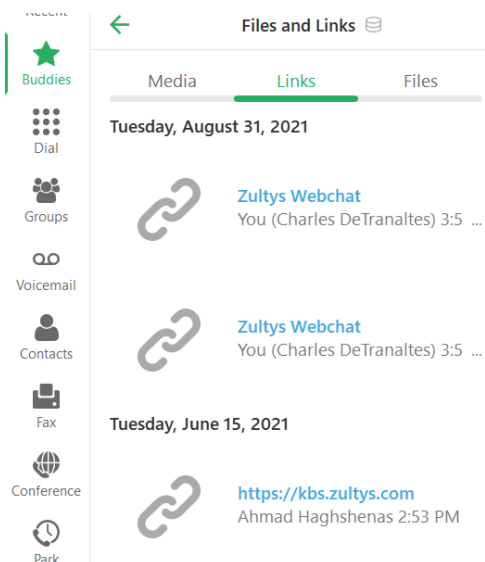 Recent
Files and Links
Buddies
Media
Links
Files
Tuesday, August 31, 2021
Dial
Zultys Webchat
You (Charles DeTranaltes) 3:5 ...
Groups
Voicemail
Zultys Webchat
You (Charles DeTranaltes) 3:5 ...
Contacts
Fax
Tuesday, June 15, 2021
Conference
https://kbs.zultys.com
Ahmad Haghshenas 2:53 PM
Park